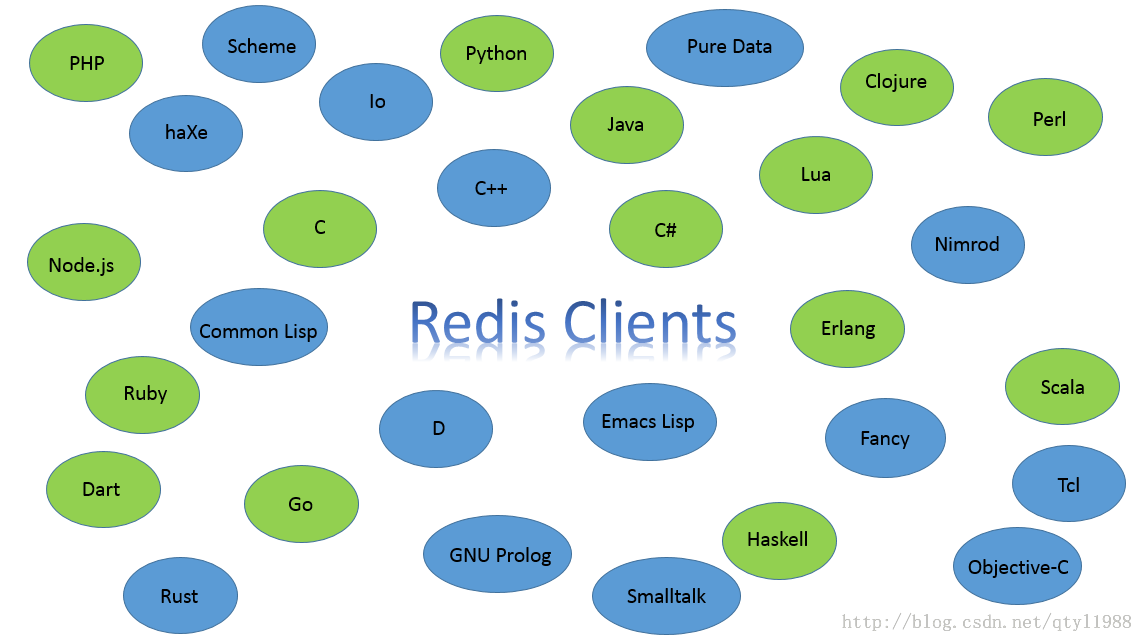 Scheme
Python
Pure Data
PHP
Clojure
Io
Perl
Java
haXe
Lua
C++
C
C#
Nimrod
Node.js
Redis Clients
Common Lisp
Erlang
Scala
Ruby
Emacs Lisp
D
Fancy
Tcl
Dart
Go
Haskell
GNU Prolog
Objective-C
Rust
Smalltalk
http://blog.csdn.net/qtyl1988